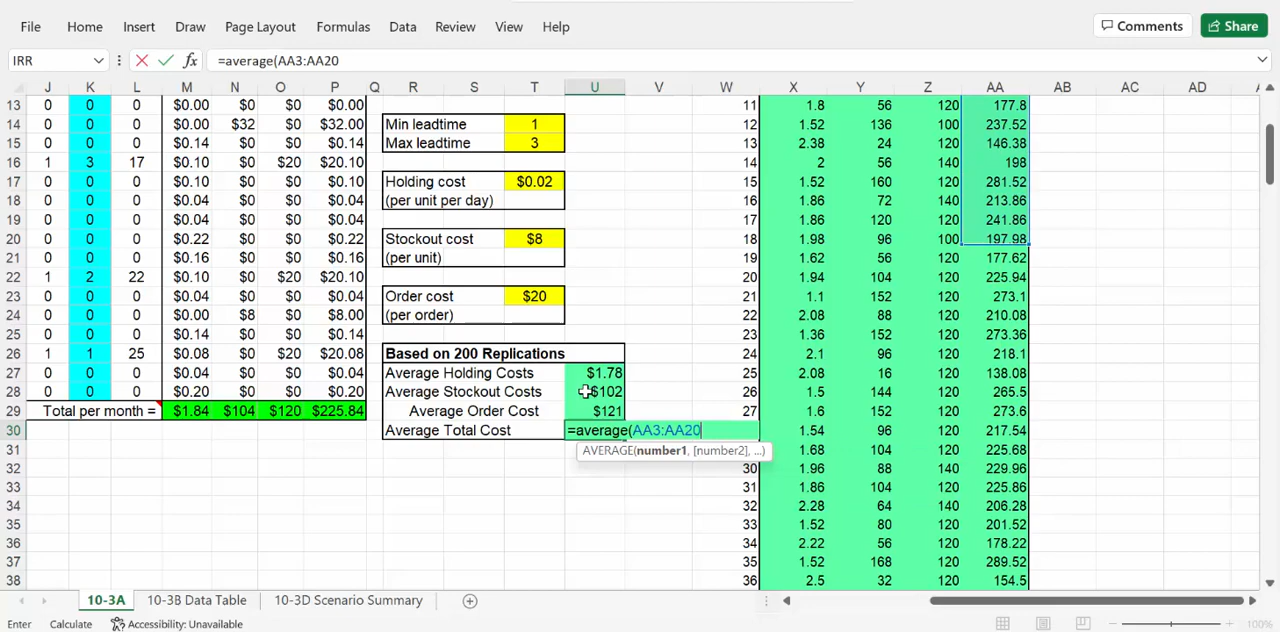 File Home Insert Draw Page Layout Formulas Data Review View Help Comments Share
IRR fx =average(AA3:AA20
J K L M N O P Q R S T U V W X Y Z AA AB AC AD
13 0 0 0 $0.00 $0 $0 $0.00 11 1.8 56 120 177.8
14 0 0 0 $0.00 $32 $0 $32.00 Min leadtime 1 12 1.52 136 100 237.52
15 0 0 0 $0.14 $0 $0 $0.14 Max leadtime 3 13 2.38 24 120 146.38
16 1 3 17 $0.10 $0 $20 $20.10 14 2 56 140 198
17 0 0 0 $0.10 $0 $0 $0.10 Holding cost $0.02 15 1.52 160 120 281.52
18 0 0 0 $0.04 $0 $0 $0.04 (per unit per day) 16 1.86 72 140 213.86
19 0 0 0 $0.04 $0 $0 $0.04 17 1.86 120 120 241.86
20 0 0 0 $0.22 $0 $0 $0.22 Stockout cost $8 18 1.98 96 100 197.98
21 0 0 0 $0.16 $0 $0 $0.16 (per unit) 19 1.62 56 120 177.62
22 1 2 22 $0.10 $0 $20 $20.10 20 1.94 104 120 225.94
23 0 0 0 $0.04 $0 $0 $0.04 Order cost $20 21 1.1 152 120 273.1
24 0 0 0 $0.00 $8 $0 $8.00 (per order) 22 2.08 88 120 210.08
25 0 0 0 $0.14 $0 $0 $0.14 23 1.36 152 120 273.36
26 1 1 25 $0.08 $0 $20 $20.08 Based on 200 Replications 24 2.1 96 120 218.1
27 0 0 0 $0.04 $0 $0 $0.04 Average Holding Costs $1.78 25 2.08 16 120 138.08
28 0 0 0 $0.20 $0 $0 $0.20 Average Stockout Costs $102 26 1.5 144 120 265.5
29 Total per month = $1.84 $104 $120 $225.84 Average Order Cost $121 27 1.6 152 120 273.6
30 Average Total Cost =average(AA3:AA20 1.54 96 120 217.54
31 AVERAGE(number1, [number2], ...) 1.68 104 120 225.68
32 30 1.96 88 140 229.96
33 31 1.86 104 120 225.86
34 32 2.28 64 140 206.28
35 33 1.52 80 120 201.52
36 34 2.22 56 120 178.22
37 35 1.52 168 120 289.52
38 36 2.5 32 120 154.5
10-3A 10-3B Data Table 10-3D Scenario Summary
Enter Calculate Accessibility: Unavailable 100%